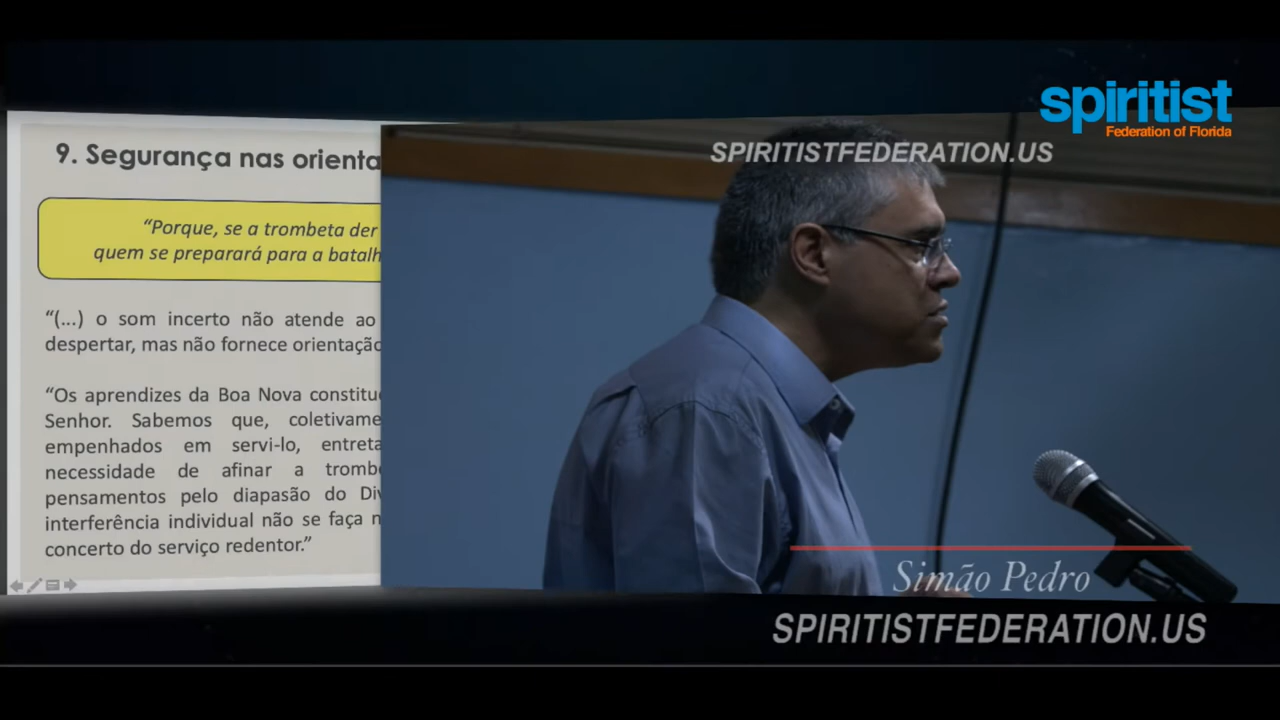 spiritist
Federation of Florida
SPIRITISTFEDERATION.US
9. Segurança nas orienta
“Porque, se a trombeta der
quem se preparará para a batalh
“(...) o som incerto não atende ao
despertar, mas não fornece orientação
“Os aprendizes da Boa Nova constitu
Senhor. Sabemos que, coletivame
empenhados em servi-lo, entreta
necessidade de afinar a trombe
pensamentos pelo diapasão do Div
interferência individual não se faça n
concerto do serviço redentor.”
Simão Pedro
SPIRITISTFEDERATION.US